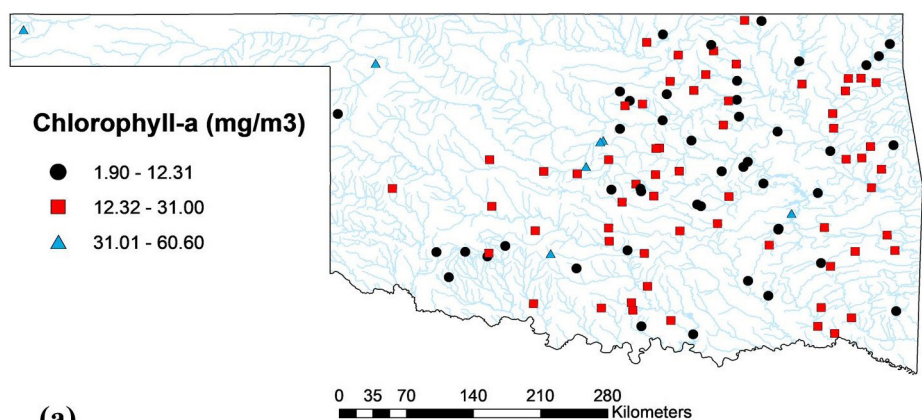 Chlorophyll-a (mg/m3)
1.90 - 12.31
12.32 - 31.00
31.01 - 60.60
0 35 70 140 210 280
Kilometers
(a)